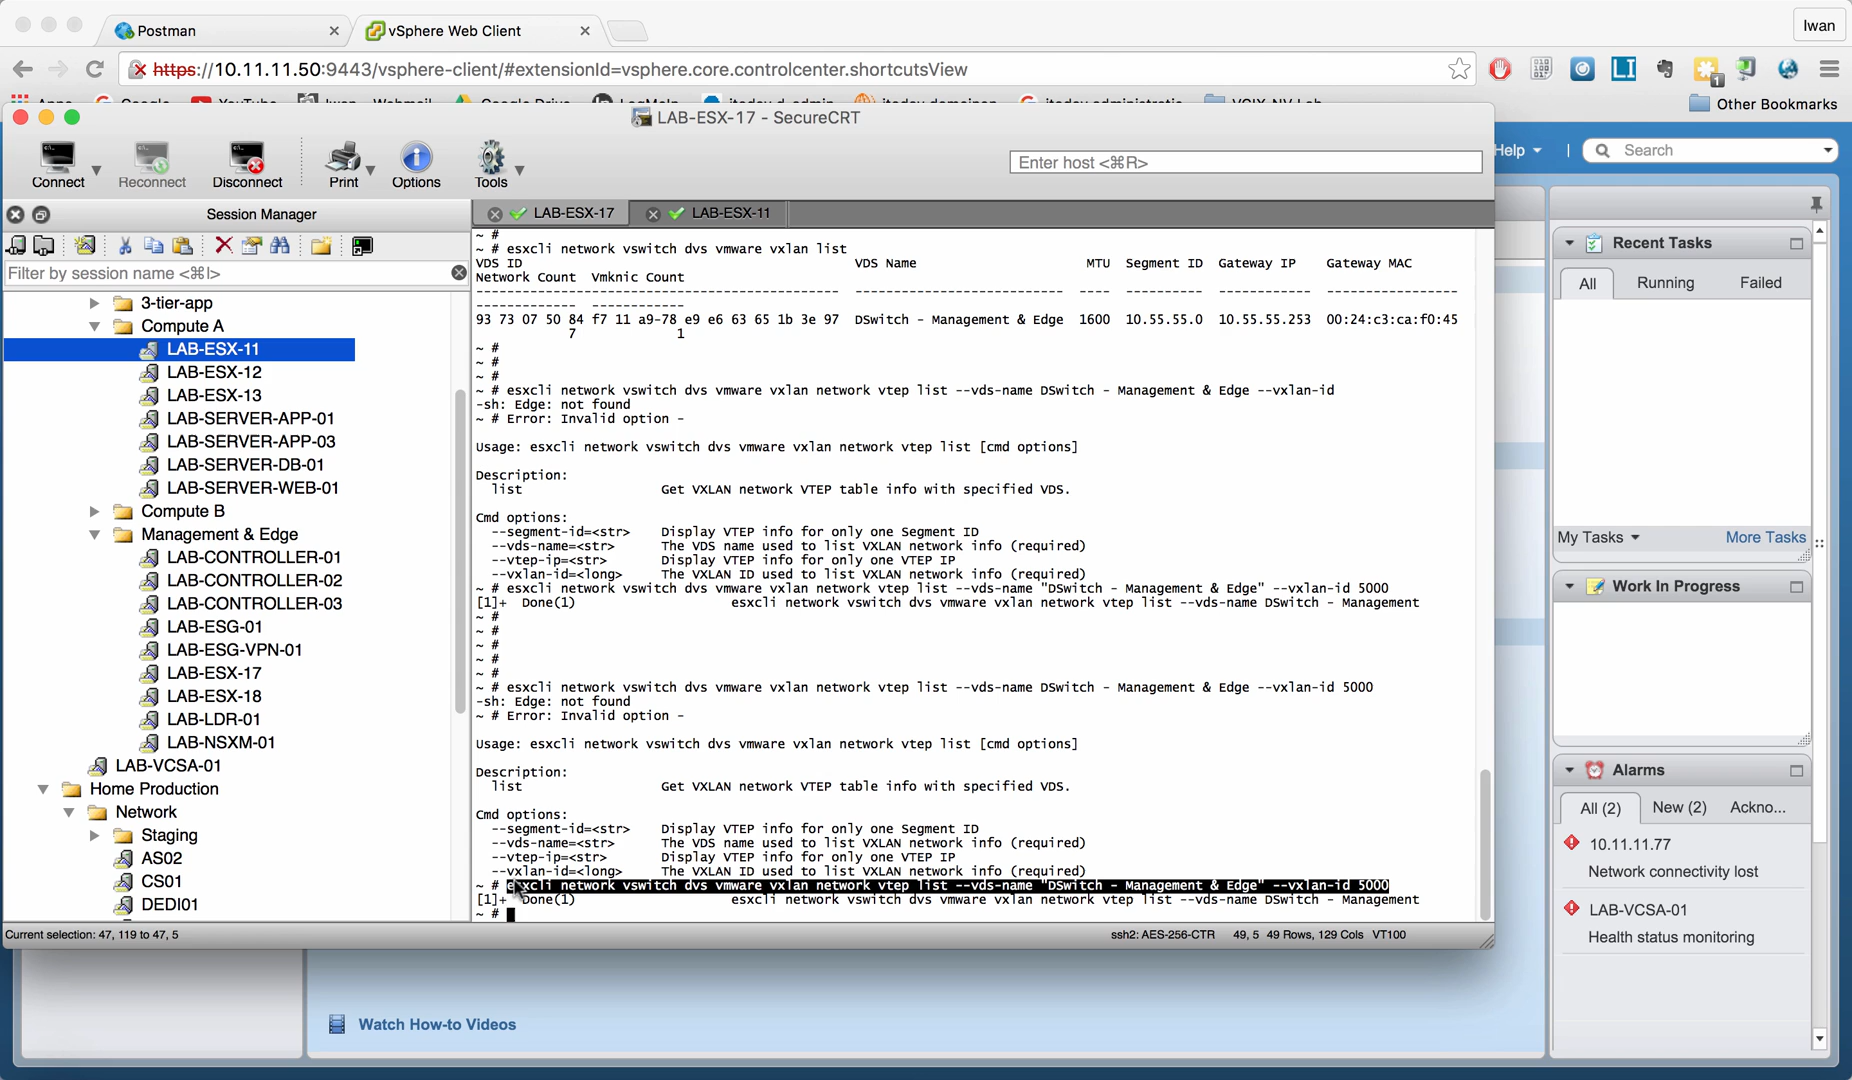 Postman
vSphere Web Client
Iwan
https://10.11.11.50:9443/vsphere-client/#extensionId=vsphere.core.controlcenter.shortcutsView
Other Bookmarks
LAB-ESX-17 - SecureCRT
Help
Search
Connect
Reconnect
Disconnect
Print
Options
Tools
Enter host <⌘R>
Session Manager
LAB-ESX-17
LAB-ESX-11
Filter by session name <⌘I>
3-tier-app
Compute A
LAB-ESX-11
LAB-ESX-12
LAB-ESX-13
LAB-SERVER-APP-01
LAB-SERVER-APP-03
LAB-SERVER-DB-01
LAB-SERVER-WEB-01
Compute B
Management & Edge
LAB-CONTROLLER-01
LAB-CONTROLLER-02
LAB-CONTROLLER-03
LAB-ESG-01
LAB-ESG-VPN-01
LAB-ESX-17
LAB-ESX-18
LAB-LDR-01
LAB-NSXM-01
LAB-VCSA-01
Home Production
Network
Staging
AS02
CS01
DEDI01
~ #
~ # esxcli network vswitch dvs vmware vxlan list
VDS ID VDS Name MTU Segment ID Gateway IP Gateway MAC
Network Count Vmknic Count
----------------------------------------------- --------------------------- ---- ---------- ------------- -----------------
------------- ------------
93 73 07 50 84 f7 11 a9-78 e9 e6 63 65 1b 3e 97 DSwitch - Management & Edge 1600 10.55.55.0 10.55.55.253 00:24:c3:ca:f0:45
7 1
~ #
~ #
~ #
~ # esxcli network vswitch dvs vmware vxlan network vtep list --vds-name DSwitch - Management & Edge --vxlan-id
-sh: Edge: not found
~ # Error: Invalid option -
Usage: esxcli network vswitch dvs vmware vxlan network vtep list [cmd options]
Description:
list Get VXLAN network VTEP table info with specified VDS.
Cmd options:
--segment-id=<str> Display VTEP info for only one Segment ID
--vds-name=<str> The VDS name used to list VXLAN network info (required)
--vtep-ip=<str> Display VTEP info for only one VTEP IP
--vxlan-id=<long> The VXLAN ID used to list VXLAN network info (required)
~ # esxcli network vswitch dvs vmware vxlan network vtep list --vds-name "DSwitch - Management & Edge" --vxlan-id 5000
[1]+ Done(1) esxcli network vswitch dvs vmware vxlan network vtep list --vds-name DSwitch - Management
~ #
~ #
~ #
~ #
~ #
~ # esxcli network vswitch dvs vmware vxlan network vtep list --vds-name DSwitch - Management & Edge --vxlan-id 5000
-sh: Edge: not found
~ # Error: Invalid option -
Usage: esxcli network vswitch dvs vmware vxlan network vtep list [cmd options]
Description:
list Get VXLAN network VTEP table info with specified VDS.
Cmd options:
--segment-id=<str> Display VTEP info for only one Segment ID
--vds-name=<str> The VDS name used to list VXLAN network info (required)
--vtep-ip=<str> Display VTEP info for only one VTEP IP
--vxlan-id=<long> The VXLAN ID used to list VXLAN network info (required)
~ # esxcli network vswitch dvs vmware vxlan network vtep list --vds-name "DSwitch - Management & Edge" --vxlan-id 5000
[1]+ Done(1) esxcli network vswitch dvs vmware vxlan network vtep list --vds-name DSwitch - Management
~ #
Current selection: 47, 119 to 47, 5
ssh2: AES-256-CTR 49, 5 49 Rows, 129 Cols VT100
Recent Tasks
All
Running
Failed
My Tasks
More Tasks
Work In Progress
Alarms
All (2)
New (2)
Ackno...
10.11.11.77
Network connectivity lost
LAB-VCSA-01
Health status monitoring
Watch How-to Videos